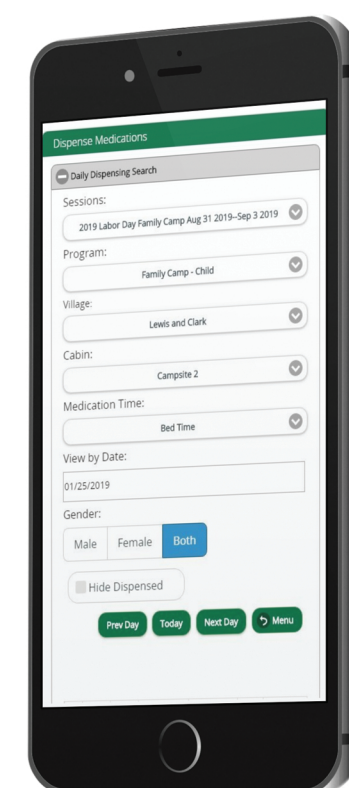 Dispense Medications
Daily Dispensing Search
Sessions:
2019 Labor Day Family Camp Aug 31 2019--Sep 3 2019
Program:
Family Camp - Child
Village:
Lewis and Clark
Cabin:
Campsite 2
Medication Time:
Bed Time
View by Date:
01/25/2019
Gender:
Male Female Both
Hide Dispensed
Prev Day Today Next Day Menu